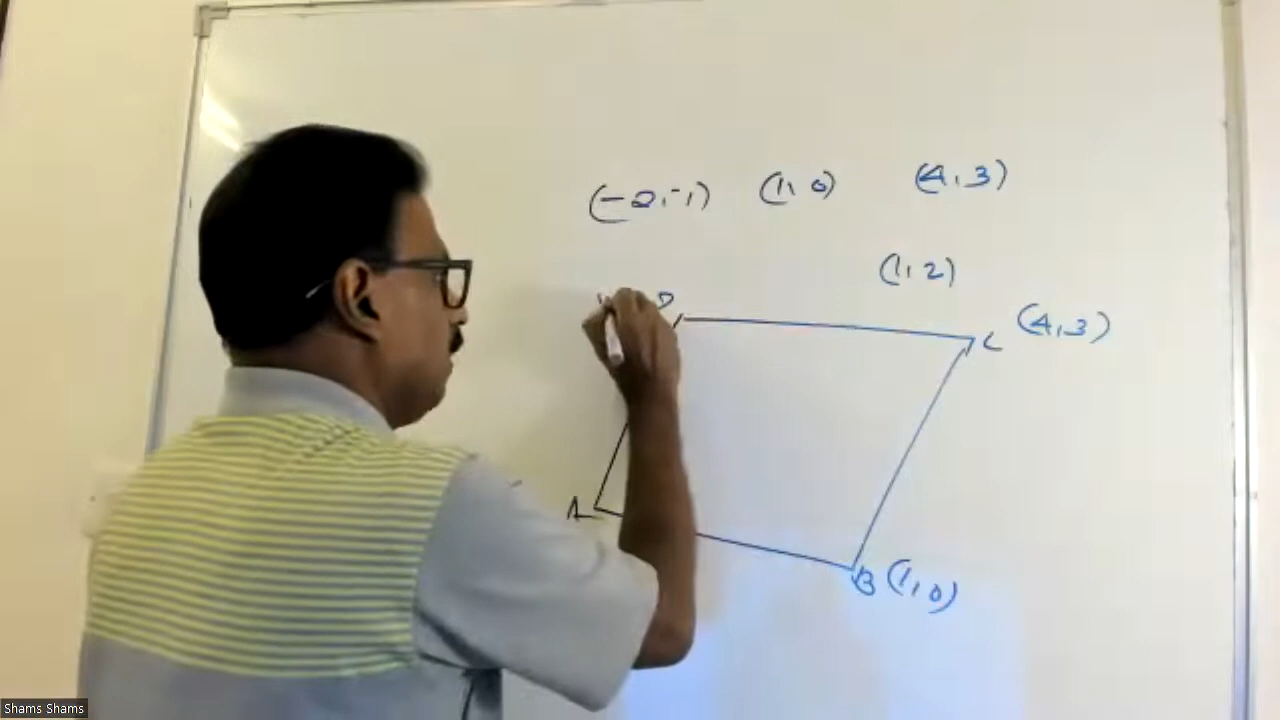 (-2,-1) (1,0) (4,3)
(1,2)
D
C (4,3)
A
B (1,0)
Shams Shams